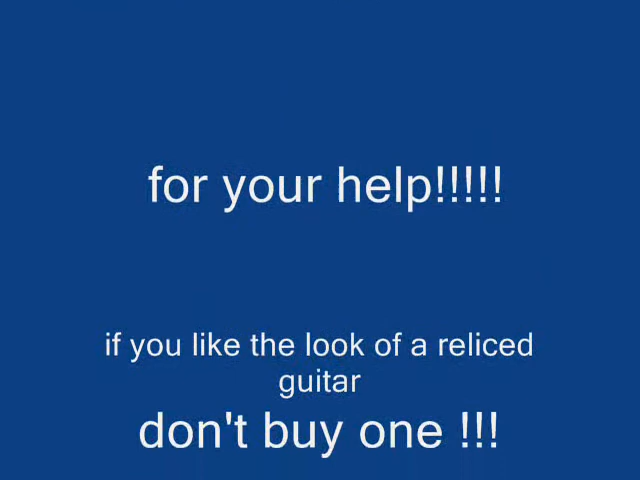 for your help!!!!!
if you like the look of a reliced
guitar
don't buy one !!!